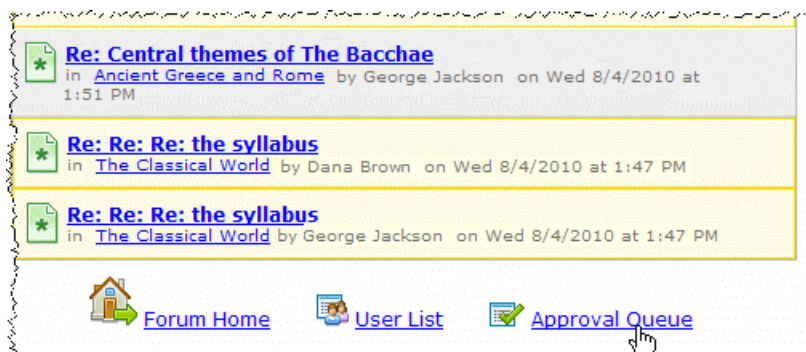 Re: Central themes of The Bacchae
in Ancient Greece and Rome by George Jackson on Wed 8/4/2010 at
1:51 PM
Re: Re: Re: the syllabus
in The Classical World by Dana Brown on Wed 8/4/2010 at 1:47 PM
Re: Re: Re: the syllabus
in The Classical World by George Jackson on Wed 8/4/2010 at 1:47 PM
Forum Home User List Approval Queue